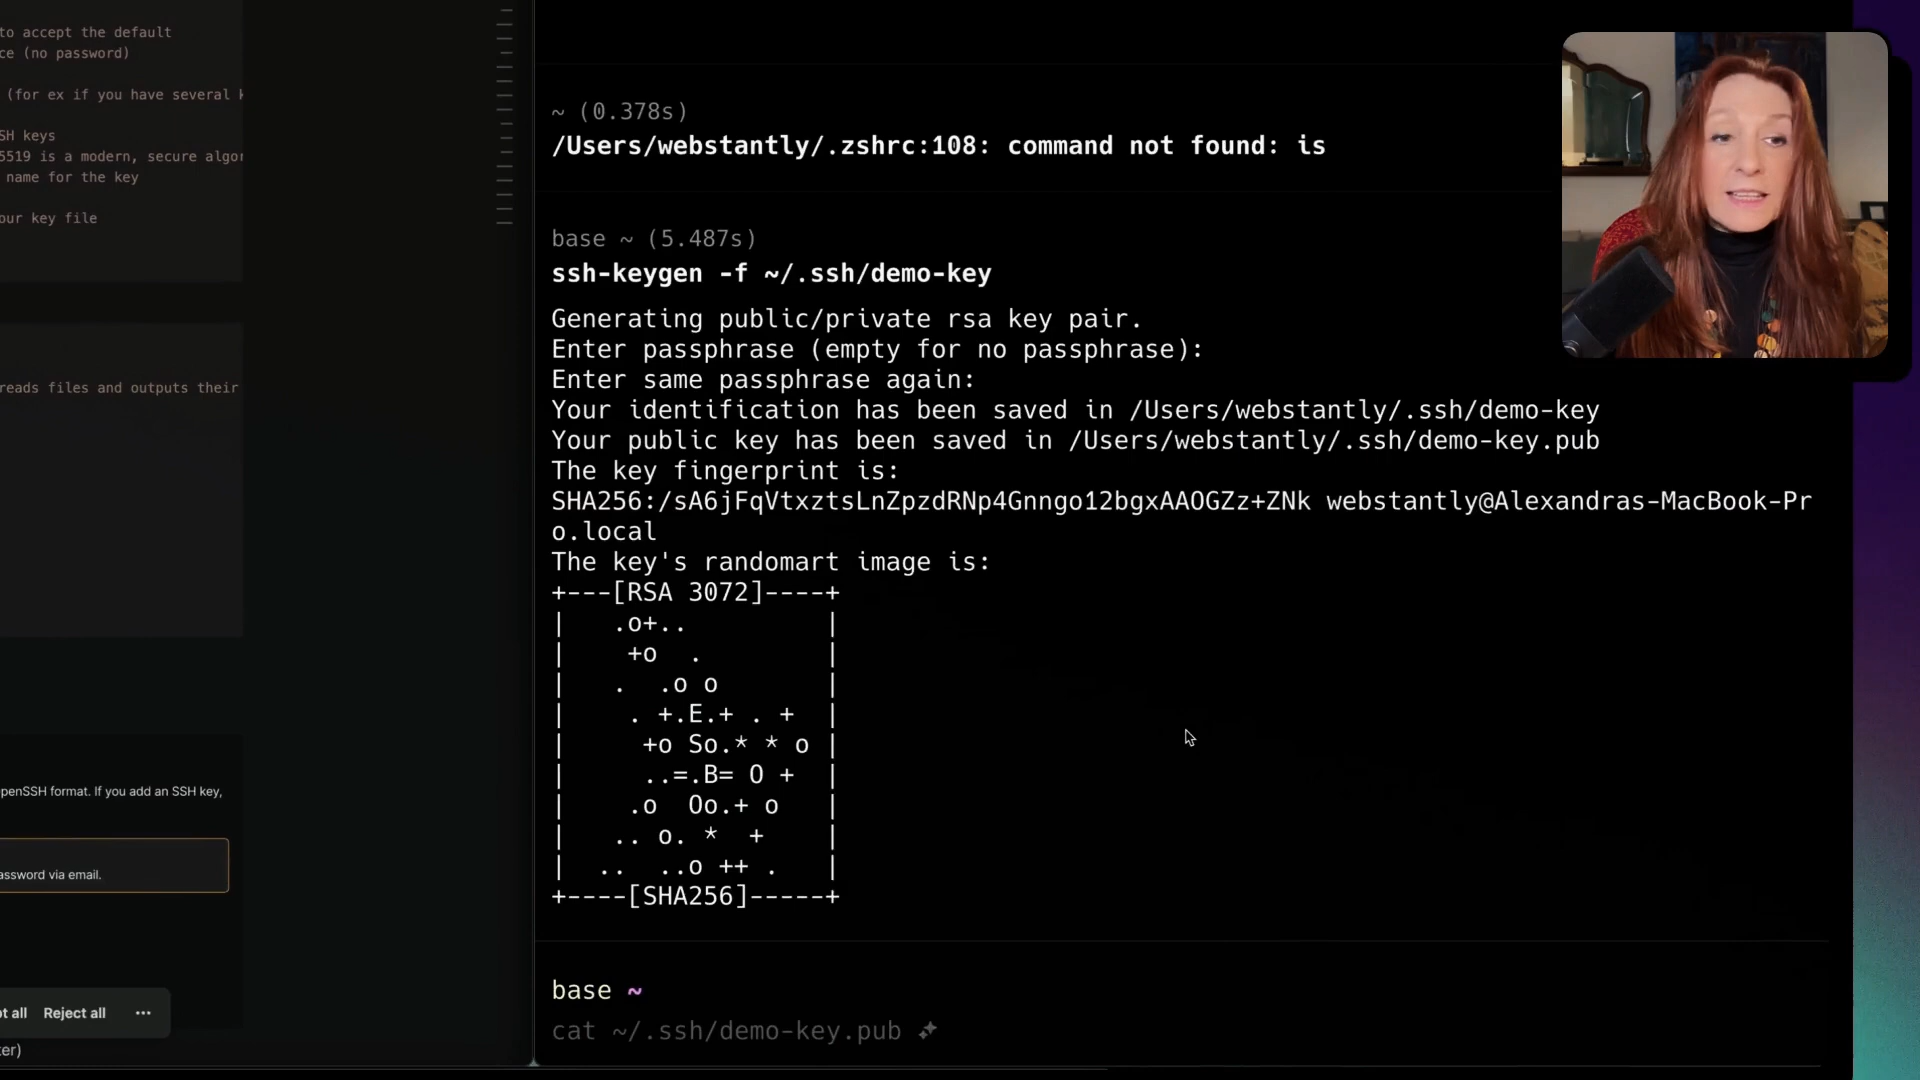 to accept the default
ce (no password)
(for ex if you have several k
SH keys
5519 is a modern, secure algor
name for the key
our key file
reads files and outputs their
penSSH format. If you add an SSH key,
assword via email.
ot all Reject all ···
ter)
~ (0.378s)
/Users/webstantly/.zshrc:108: command not found: is
base ~ (5.487s)
ssh-keygen -f ~/.ssh/demo-key
Generating public/private rsa key pair.
Enter passphrase (empty for no passphrase):
Enter same passphrase again:
Your identification has been saved in /Users/webstantly/.ssh/demo-key
Your public key has been saved in /Users/webstantly/.ssh/demo-key.pub
The key fingerprint is:
SHA256:/sA6jFqVtxztsLnZpzdRNp4Gnngo12bgxAAOGZz+ZNk webstantly@Alexandras-MacBook-Pr
o.local
The key's randomart image is:
+---[RSA 3072]----+
|   .o+..         |
|    +o  .        |
|   .  .o o       |
|    . +.E.+ . +  |
|     +o So.* * o |
|     ..=.B= O +  |
|    .o  Oo.+ o   |
|   .. o. *  +    |
|  ..  ..o ++ .   |
+----[SHA256]-----+
base ~
cat ~/.ssh/demo-key.pub